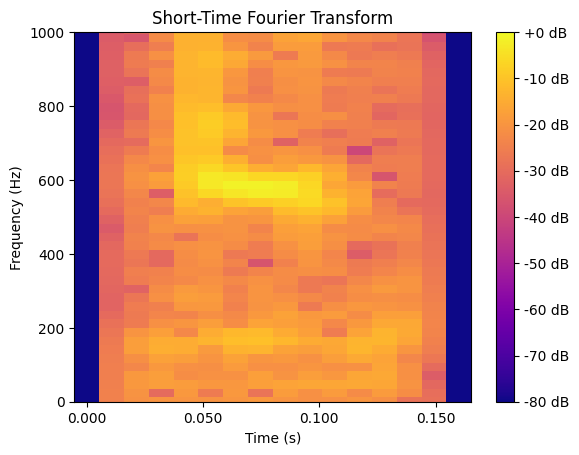 Short-Time Fourier Transform
1000
800
600
400
200
0
Frequency (Hz)
0.000
0.050
0.100
0.150
Time (s)
+0 dB
-10 dB
-20 dB
-30 dB
-40 dB
-50 dB
-60 dB
-70 dB
-80 dB